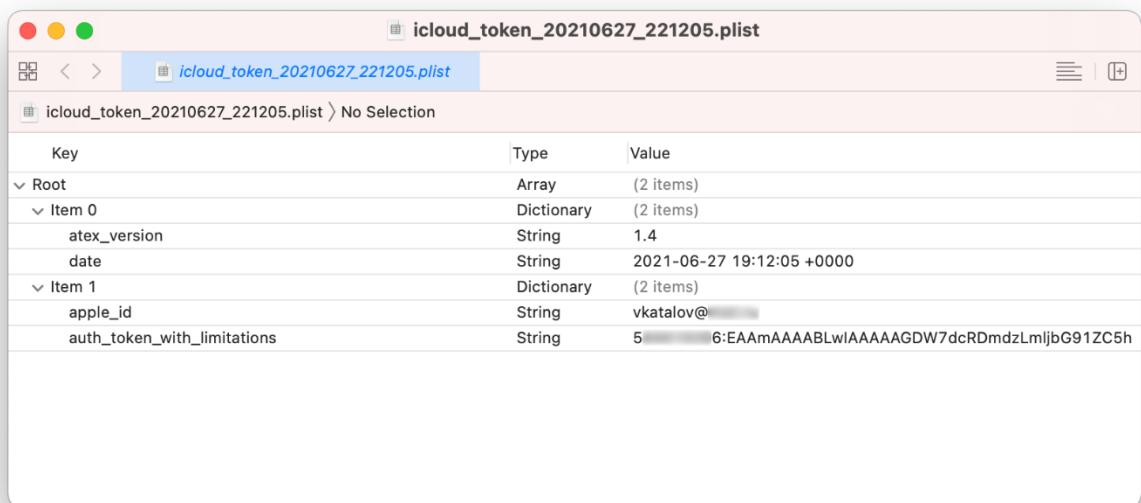 icloud_token_20210627_221205.plist
icloud_token_20210627_221205.plist
icloud_token_20210627_221205.plist 〉 No Selection
Key Type Value
Root Array (2 items)
Item 0 Dictionary (2 items)
atex_version String 1.4
date String 2021-06-27 19:12:05 +0000
Item 1 Dictionary (2 items)
apple_id String vkatalov@
auth_token_with_limitations String 5 6:EAAmAAAABLwIAAAAAGDW7dcRDmdzLmljbG91ZC5h